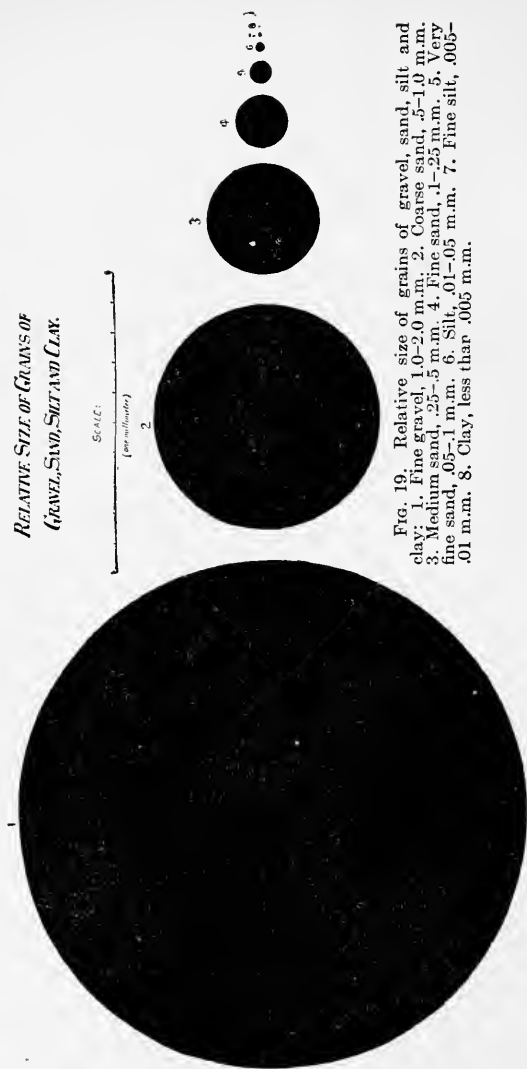 RELATIVE SIZE OF GRAINS OF
GRAVEL, SAND, SILT AND CLAY.
SCALE:
(one millimeter)
1
2
3
4
5
6 7 8
FIG. 19. Relative size of grains of gravel, sand, silt and
clay; 1. Fine gravel, 1.0–2.0 m.m. 2. Coarse sand, .5–1.0 m.m.
3. Medium sand, .25–.5 m.m. 4. Fine sand, .1–.25 m.m. 5. Very
fine sand, .05–.1 m.m. 6. Silt, .01–.05 m.m. 7. Fine silt, .005–
.01 m.m. 8. Clay, less than .005 m.m.